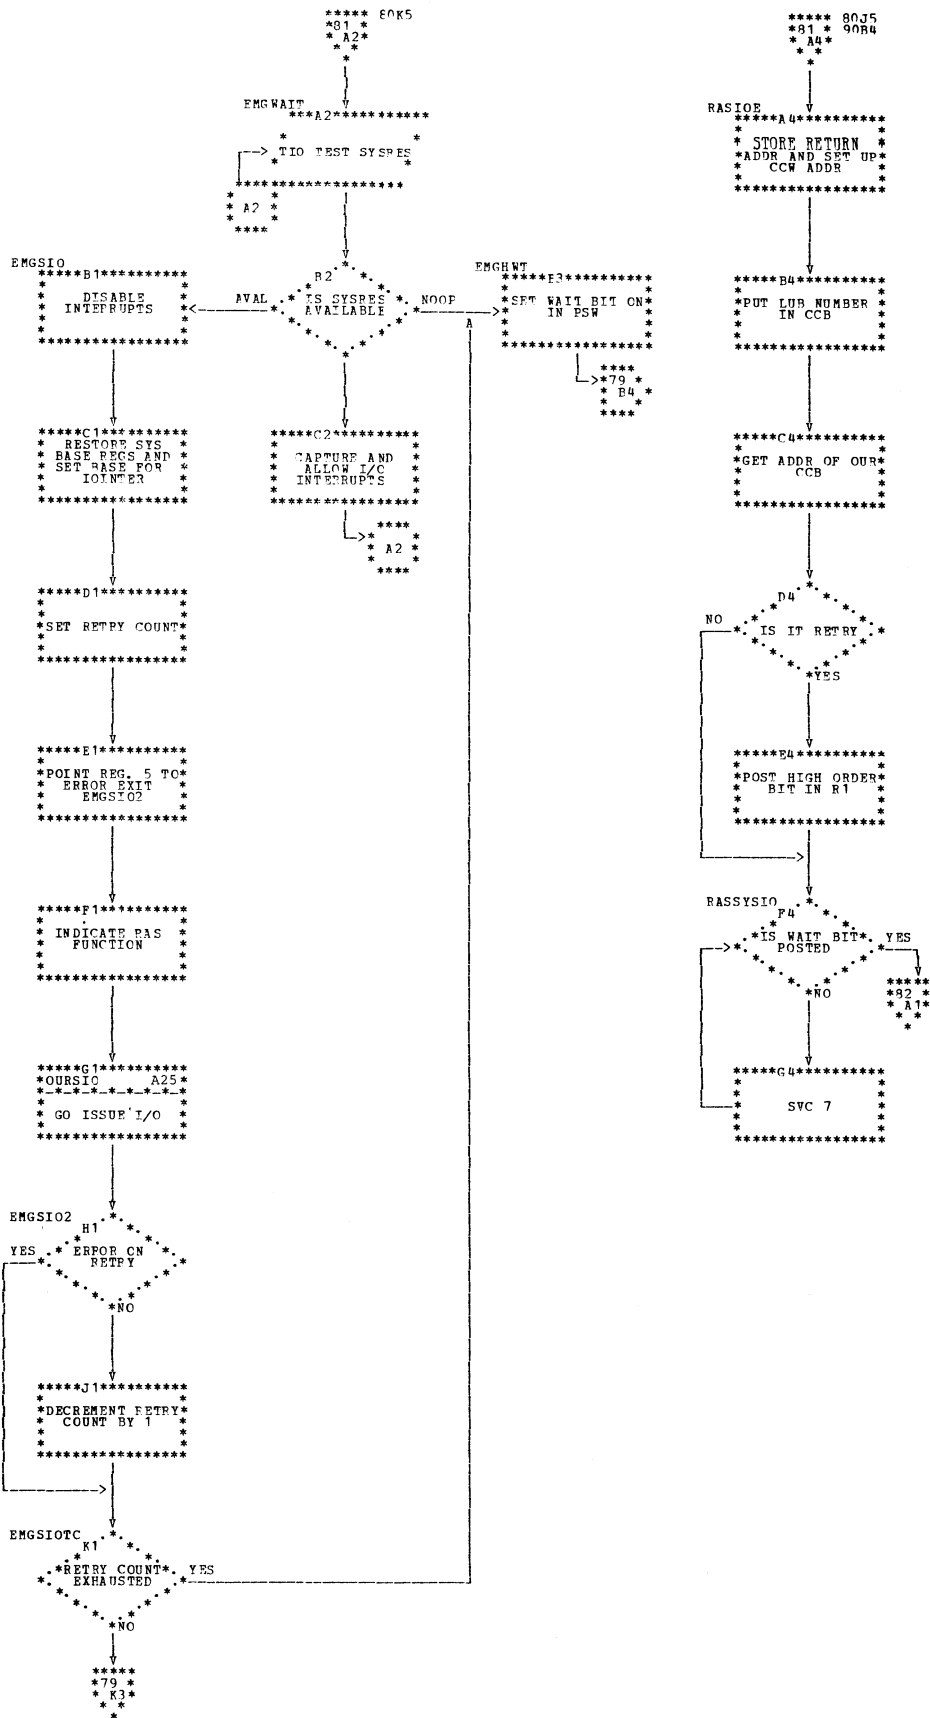 80K5
81
A2
EMGWAIT
A2
TIO TEST SYSRES
A2
B2
IS SYSRES
AVAILABLE
AVAL
NOOP
A
EMGSIO
B1
DISABLE
INTERRUPTS
EMGHWT
B3
SET WAIT BIT ON
IN PSW
79
B4
C1
RESTORE SYS
BASE REGS AND
SET BASE FOR
IOINTER
C2
CAPTURE AND
ALLOW I/O
INTERRUPTS
A2
D1
SET RETRY COUNT
E1
POINT REG. 5 TO
ERROR EXIT
EMGSIO2
F1
INDICATE RAS
FUNCTION
G1
OURSIO A25
GO ISSUE I/O
EMGSIO2
H1
ERROR ON
RETRY
YES
NO
J1
DECREMENT RETRY
COUNT BY 1
EMGSIOTC
K1
RETRY COUNT
EXHAUSTED
YES
NO
79
K3
80J5
90B4
81
A4
RASIOE
A4
STORE RETURN
ADDR AND SET UP
CCW ADDR
B4
PUT LUB NUMBER
IN CCB
C4
GET ADDR OF OUR
CCB
D4
IS IT RETRY
NO
YES
E4
POST HIGH ORDER
BIT IN R1
RASSYSIO
F4
IS WAIT BIT
POSTED
YES
NO
82
A1
G4
SVC 7